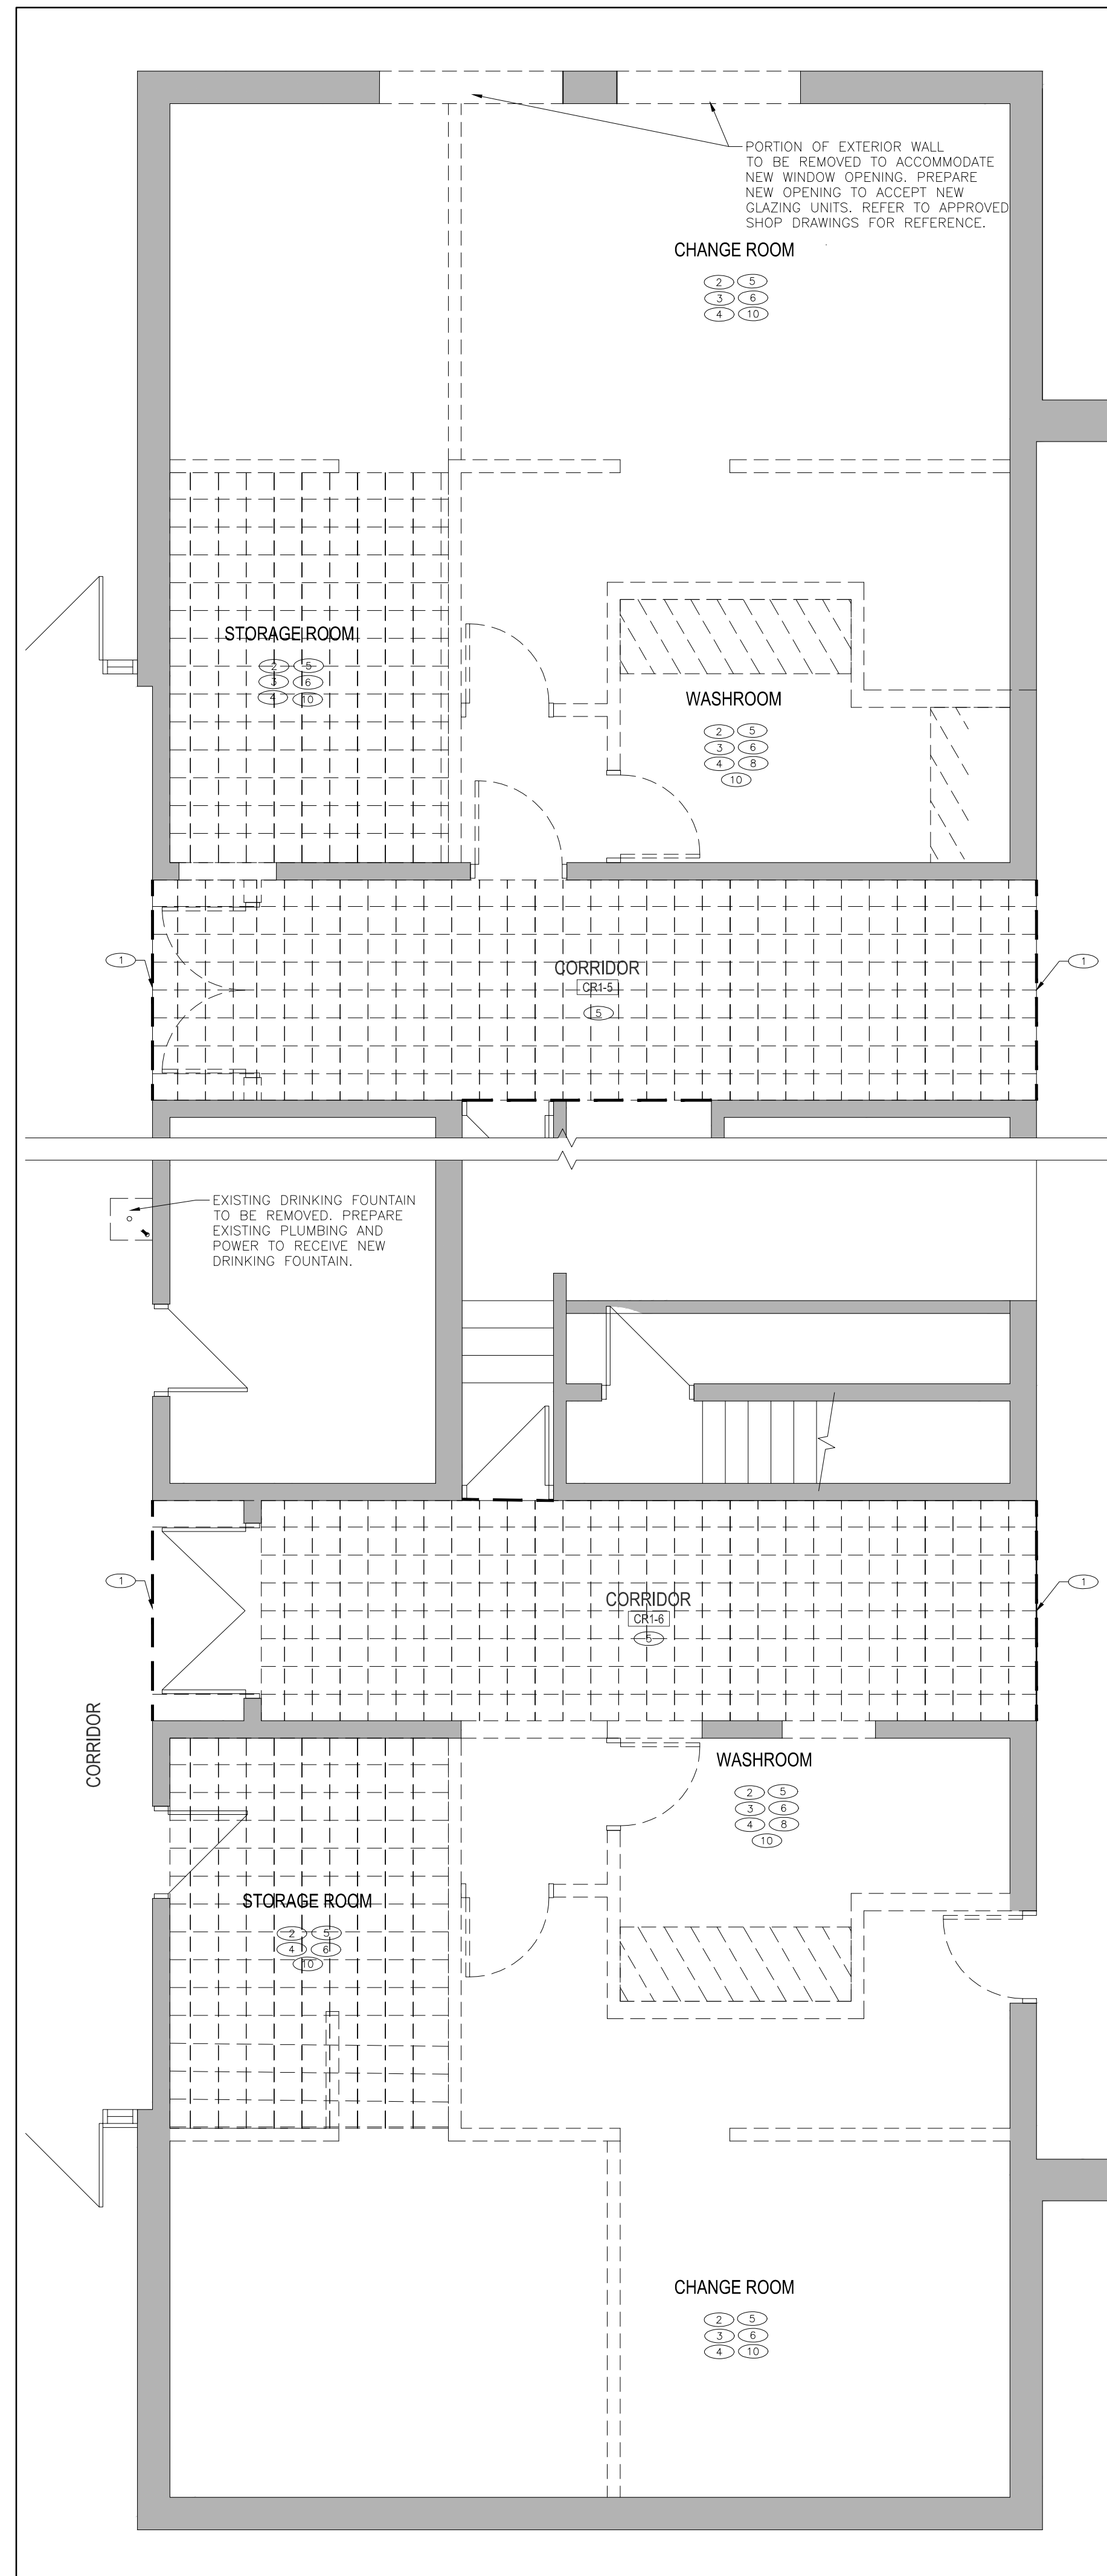 PORTION OF EXTERIOR WALL
TO BE REMOVED TO ACCOMMODATE
NEW WINDOW OPENING. PREPARE
NEW OPENING TO ACCEPT NEW
GLAZING UNITS. REFER TO APPROVED
SHOP DRAWINGS FOR REFERENCE.
CHANGE ROOM
2 5
3 6
4 10
STORAGE ROOM
2 5
3 6
4 10
WASHROOM
2 5
3 6
4 8
10
1
CORRIDOR
CR1-5
5
1
EXISTING DRINKING FOUNTAIN
TO BE REMOVED. PREPARE
EXISTING PLUMBING AND
POWER TO RECEIVE NEW
DRINKING FOUNTAIN.
1
CORRIDOR
CR1-6
5
1
CORRIDOR
WASHROOM
2 5
3 6
4 8
10
STORAGE ROOM
2 5
4 6
10
CHANGE ROOM
2 5
3 6
4 10